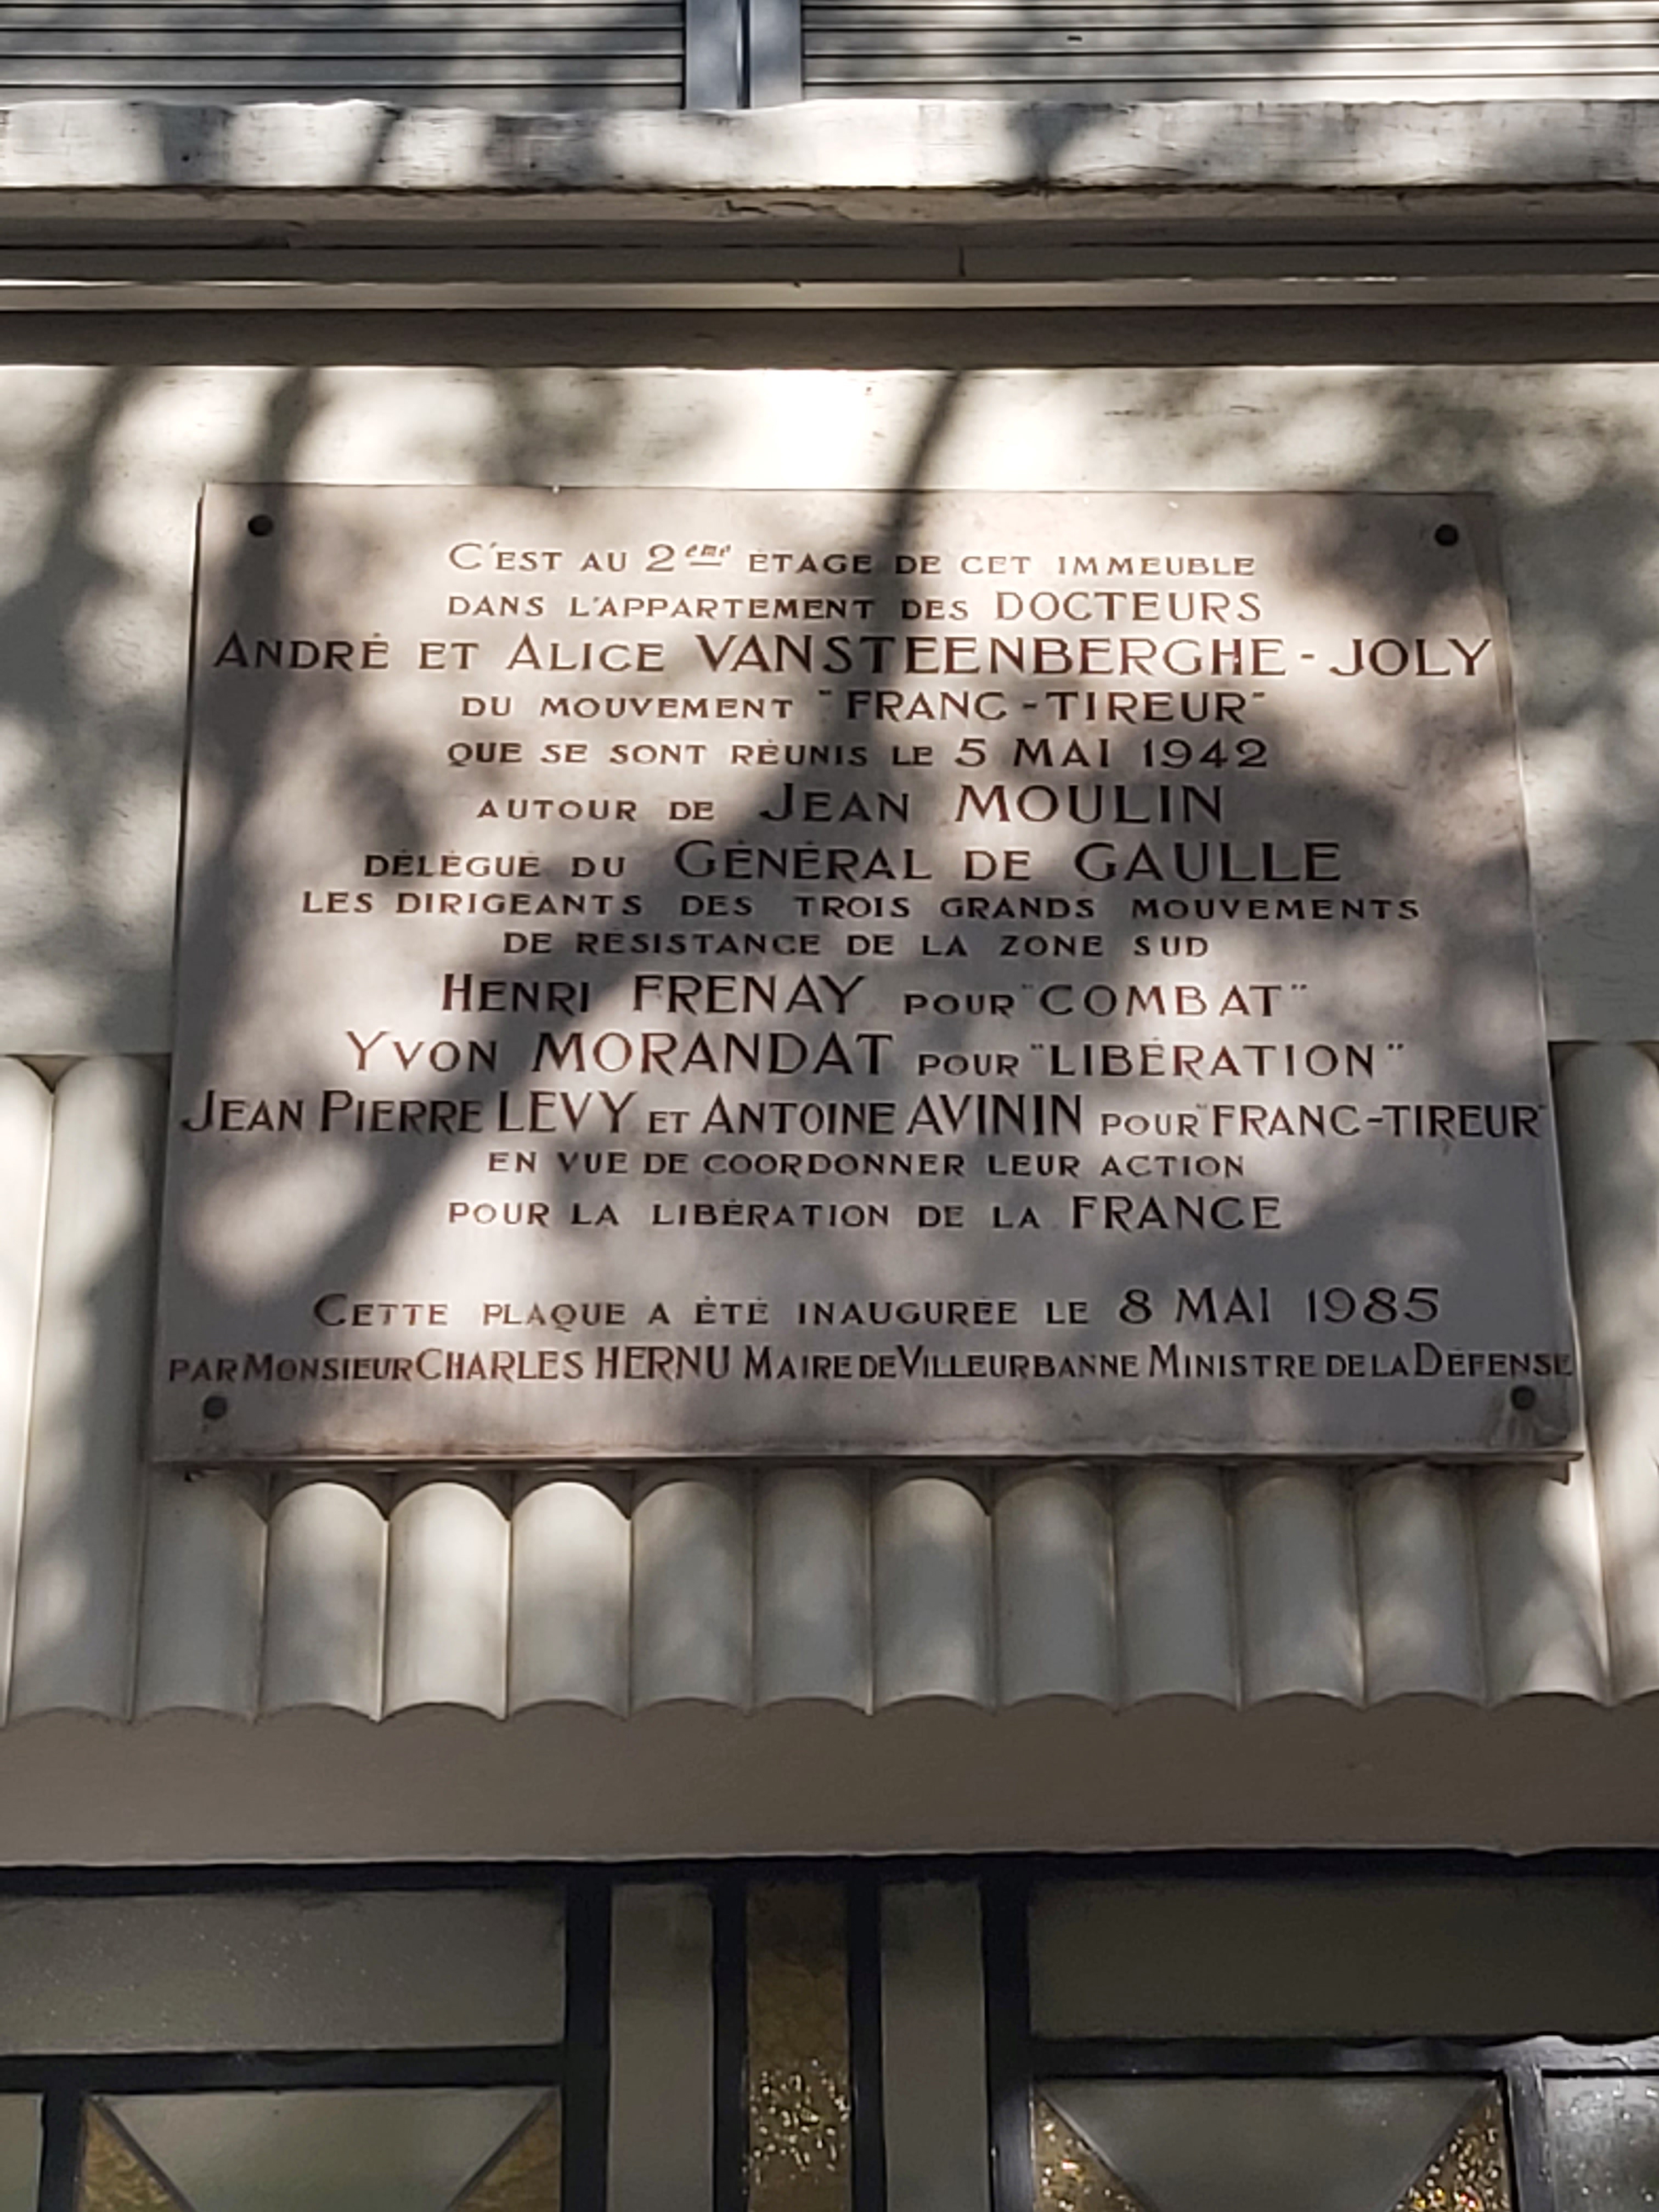 C'EST AU 2ème ÉTAGE DE CET IMMEUBLE
DANS L'APPARTEMENT DES DOCTEURS
ANDRÉ ET ALICE VANSTEENBERGHE-JOLY
DU MOUVEMENT "FRANC-TIREUR"
QUE SE SONT RÉUNIS LE 5 MAI 1942
AUTOUR DE JEAN MOULIN
DÉLÉGUÉ DU GÉNÉRAL DE GAULLE
LES DIRIGEANTS DES TROIS GRANDS MOUVEMENTS
DE RÉSISTANCE DE LA ZONE SUD
HENRI FRENAY POUR "COMBAT"
YVON MORANDAT POUR "LIBÉRATION"
JEAN PIERRE LEVY ET ANTOINE AVININ POUR "FRANC-TIREUR"
EN VUE DE COORDONNER LEUR ACTION
POUR LA LIBÉRATION DE LA FRANCE
CETTE PLAQUE A ÉTÉ INAUGURÉE LE 8 MAI 1985
PAR MONSIEUR CHARLES HERNU MAIRE DE VILLEURBANNE MINISTRE DE LA DÉFENSE